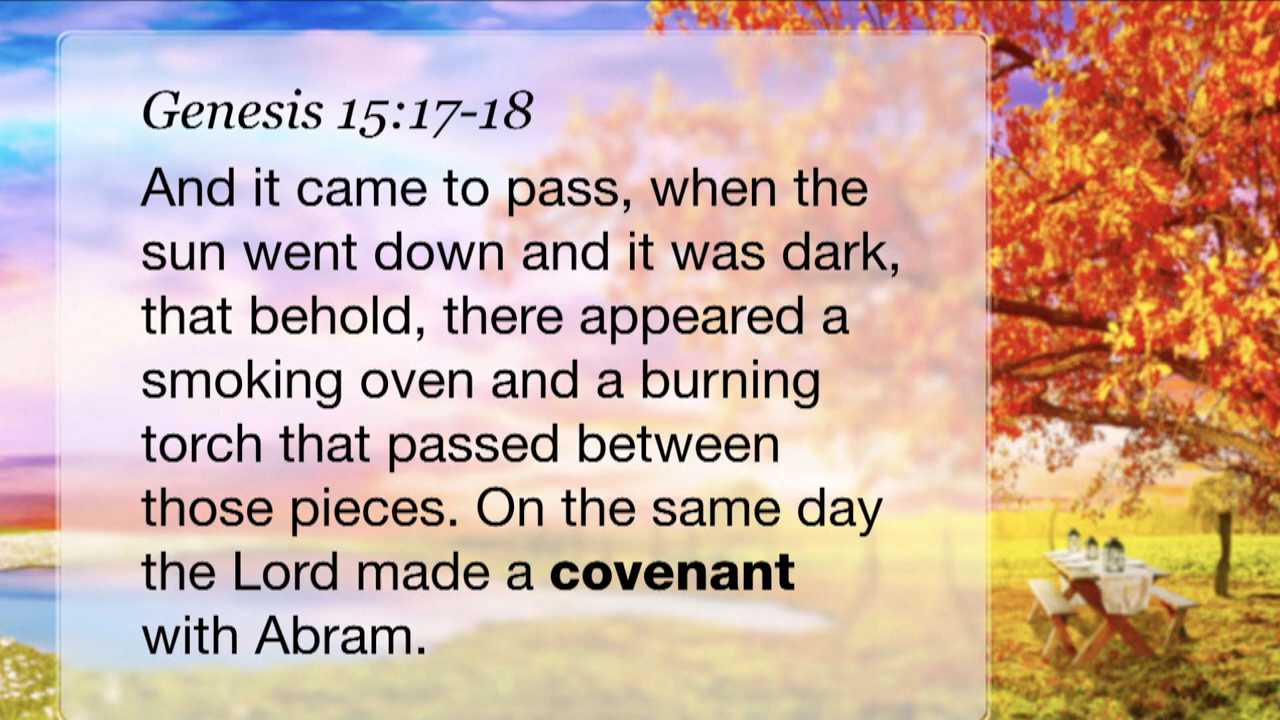 Genesis 15:17-18
And it came to pass, when the
sun went down and it was dark,
that behold, there appeared a
smoking oven and a burning
torch that passed between
those pieces. On the same day
the Lord made a covenant
with Abram.